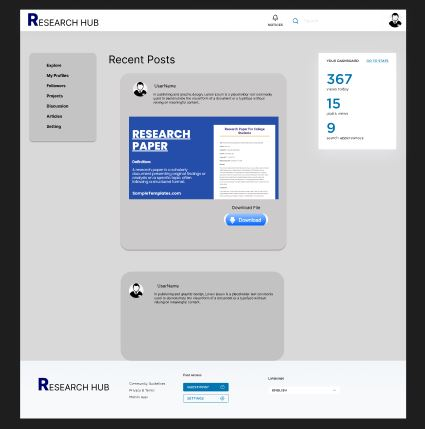 RESEARCH HUB
NOTICES
Search
Explore
My Profiles
Followers
Projects
Discussion
Articles
Setting
Recent Posts
UserName
In publishing and graphic design, Lorem ipsum is a placeholder text commonly
used to demonstrate the visual form of a document or a typeface without
relying on meaningful content.
RESEARCH
PAPER
Definition:
A research paper is a scholarly
document presenting original findings or
analysis on a specific topic, often
following a structured format.
SampleTemplates.com
Research Paper For College
Students
Download File
Download
YOUR DASHBOARD
GO TO STATS
367
views today
15
posts views
9
search appearances
UserName
In publishing and graphic design, Lorem ipsum is a placeholder text commonly
used to demonstrate the visual form of a document or a typeface without
relying on meaningful content.
RESEARCH HUB
Community Guidelines
Privacy & Terms
Mobile App
Fast access
QUESTIONS?
SETTINGS
Language
ENGLISH